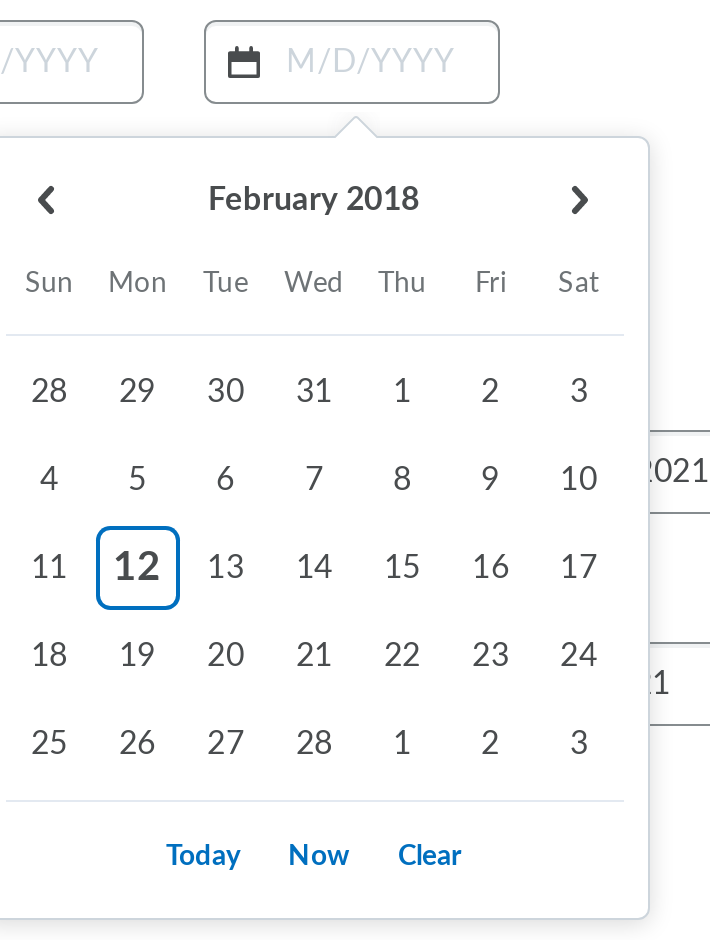 /YYYY M/D/YYYY
February 2018
Sun Mon Tue Wed Thu Fri Sat
28 29 30 31 1 2 3
4 5 6 7 8 9 10
2021
11 12 13 14 15 16 17
18 19 20 21 22 23 24
21
25 26 27 28 1 2 3
Today Now Clear